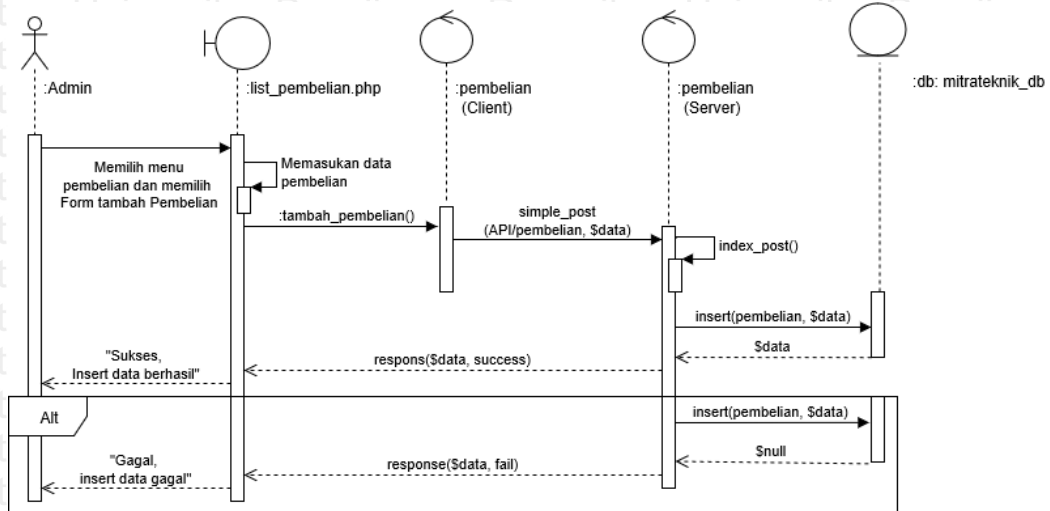 :Admin
:list_pembelian.php
:pembelian
(Client)
:pembelian
(Server)
:db: mitrateknik_db
Memilih menu
pembelian dan memilih
Form tambah Pembelian
Memasukan data
pembelian
:tambah_pembelian()
simple_post
(API/pembelian, $data)
index_post()
insert(pembelian, $data)
$data
respons($data, success)
"Sukses,
Insert data berhasil"
Alt
insert(pembelian, $data)
$null
response($data, fail)
"Gagal,
insert data gagal"